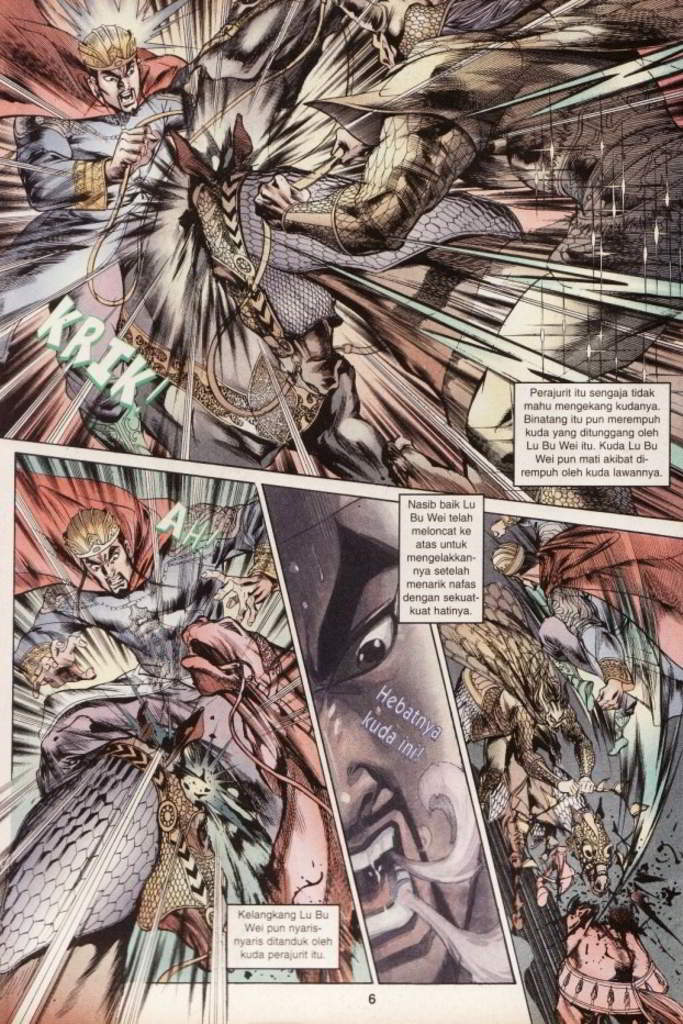 KRIK!
Perajurit itu sengaja tidak
mahu mengekang kudanya.
Binatang itu pun merempuh
kuda yang ditunggang oleh
Lu Bu Wei itu. Kuda Lu Bu
Wei pun mati akibat di-
rempuh oleh kuda lawannya.
AH!
Kelangkang Lu Bu
Wei pun nyaris-
nyaris ditanduk oleh
kuda perajurit itu.
Nasib baik Lu
Bu Wei telah
meloncat ke
atas untuk
mengelakkan-
nya setelah
menarik nafas
dengan sekuat-
kuat hatinya.
Hebatnya
kuda ini!
6